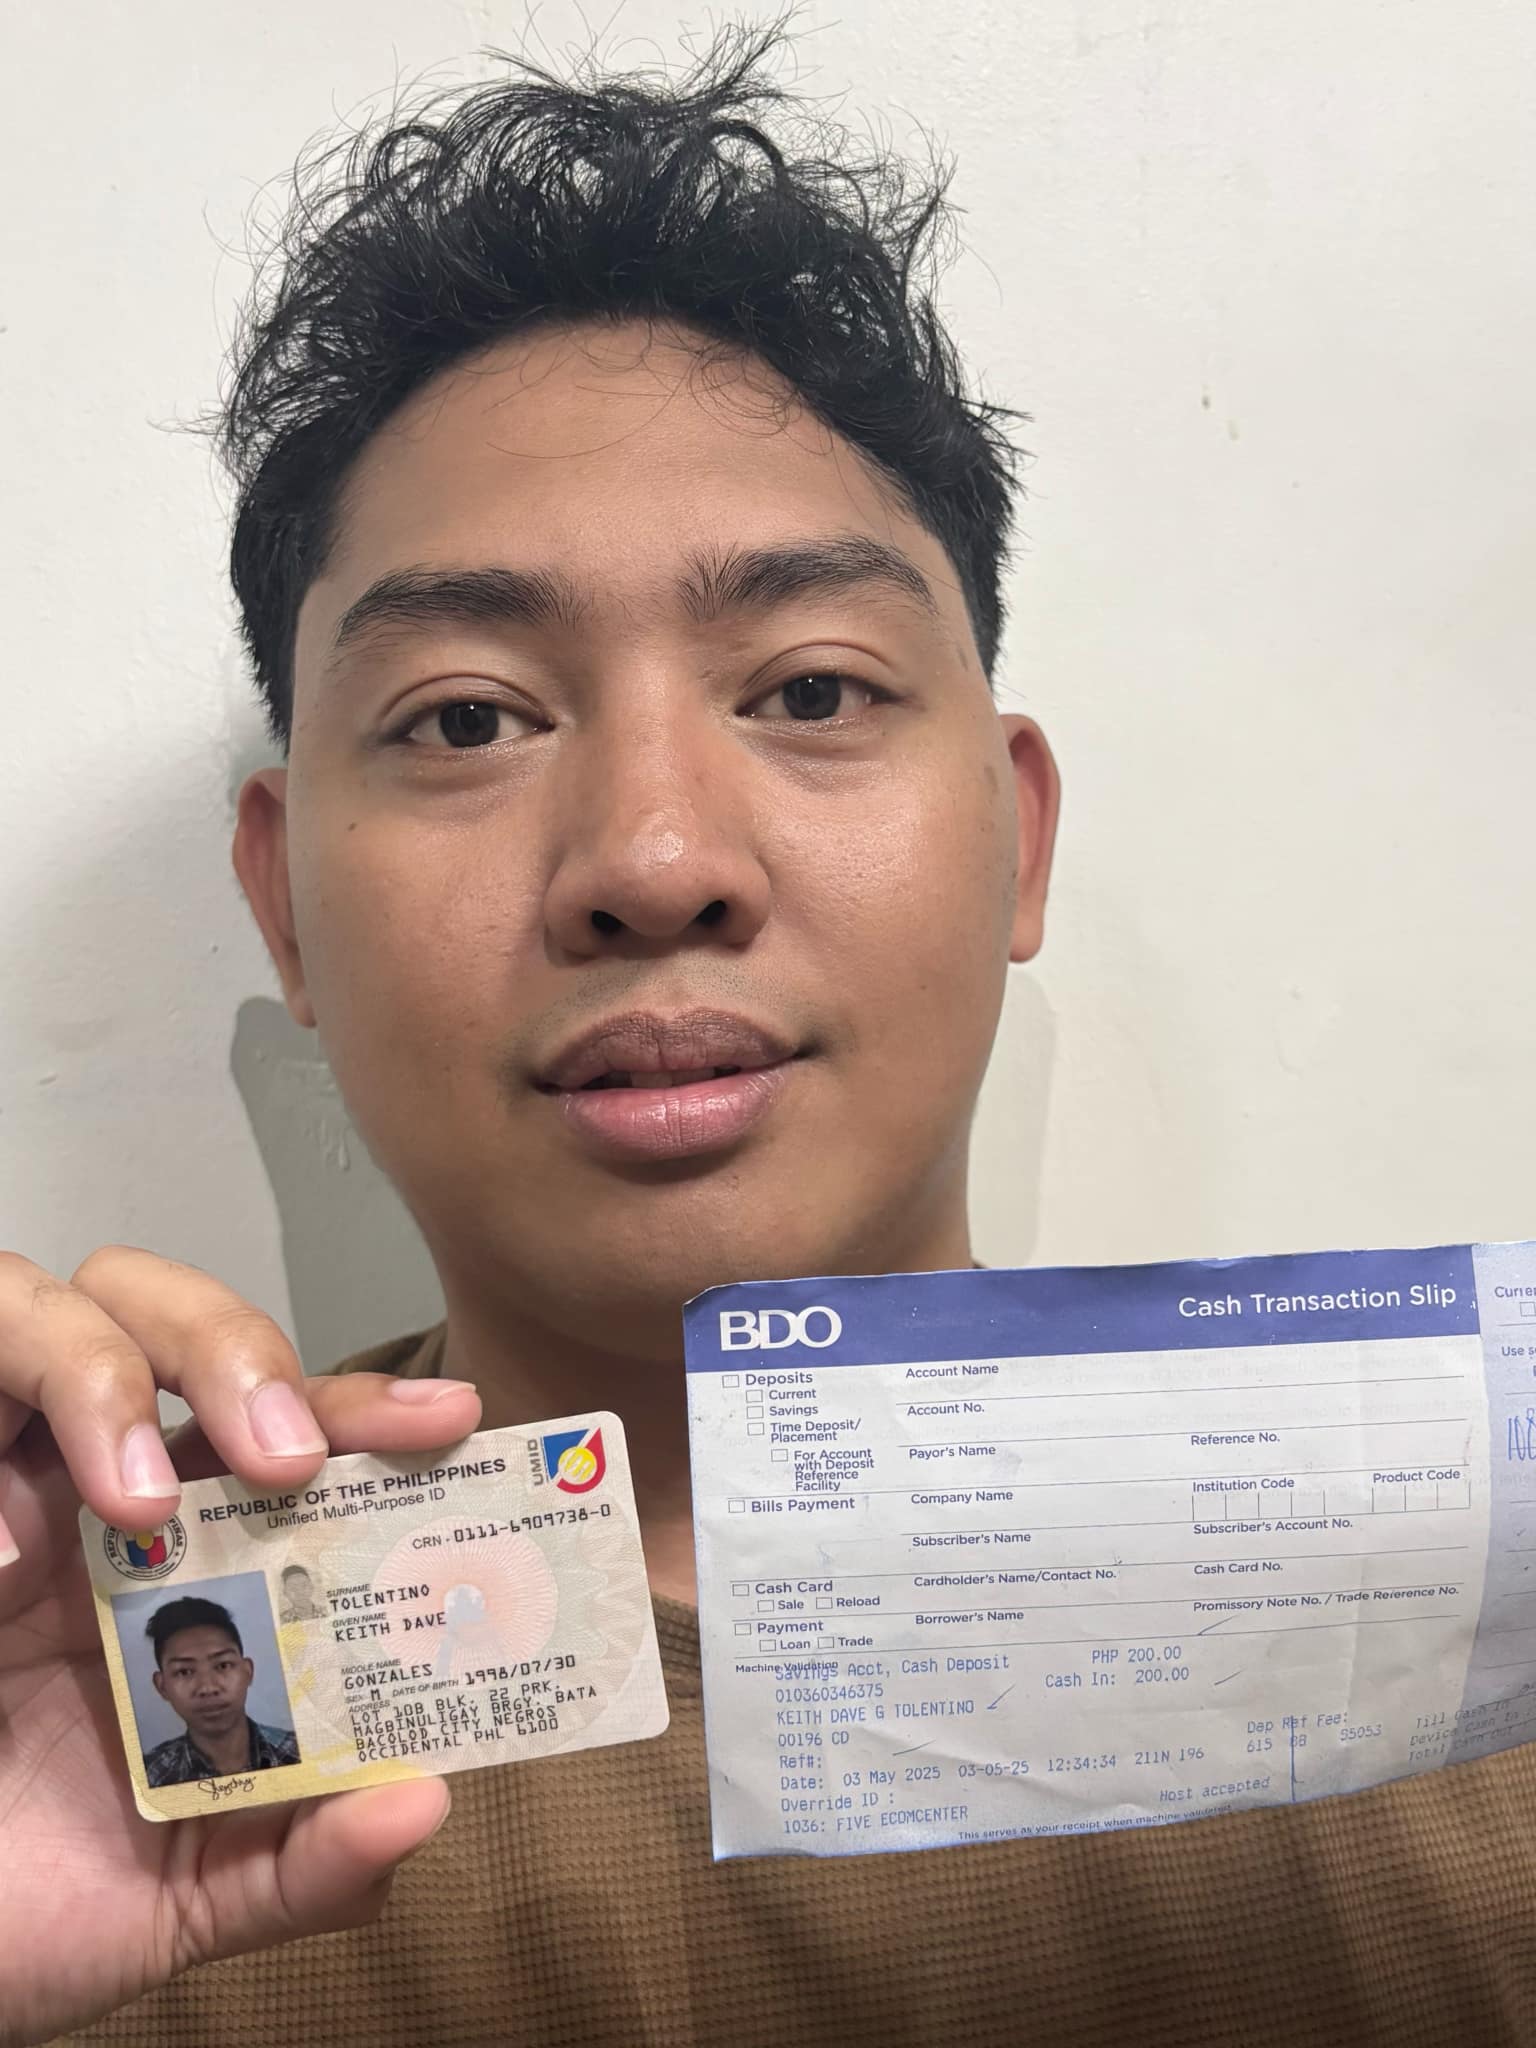 REPUBLIC OF THE PHILIPPINES
Unified Multi-Purpose ID
UMID
CRN - 0111-6909738-0
SURNAME
TOLENTINO
GIVEN NAME
KEITH DAVE
MIDDLE NAME
GONZALES
SEX M DATE OF BIRTH 1998/07/30
ADDRESS
LOT 10B BLK. 22 PRK.
MAGBINULIGAY BRGY. BATA
BACOLOD CITY NEGROS
OCCIDENTAL PHL 6100
BDO
Cash Transaction Slip
Deposits
Current
Savings
Time Deposit/
Placement
For Account
with Deposit
Reference
Facility
Bills Payment
Cash Card
Sale Reload
Payment
Loan Trade
Account Name
Account No.
Payor's Name Reference No.
Company Name Institution Code Product Code
Subscriber's Name Subscriber's Account No.
Cardholder's Name/Contact No. Cash Card No.
Borrower's Name Promissory Note No. / Trade Reference No.
Machine Validation
Savings Acct, Cash Deposit PHP 200.00
010360346375 Cash In: 200.00
KEITH DAVE G TOLENTINO
00196 CD Dep Ref Fee:
Ref#: 615 BB 95053
Date: 03 May 2025 03-05-25 12:34:34 211N 196
Override ID : Host accepted
1036: FIVE ECOMCENTER
This serves as your receipt when machine validated
Till Cash In
Device Cash In
Total Cash Out